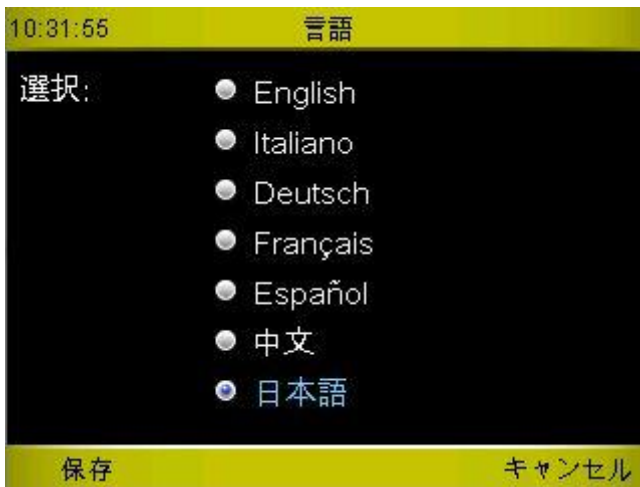 10:31:55 言語
選択: English
Italiano
Deutsch
Français
Español
中文
日本語
保存 キャンセル